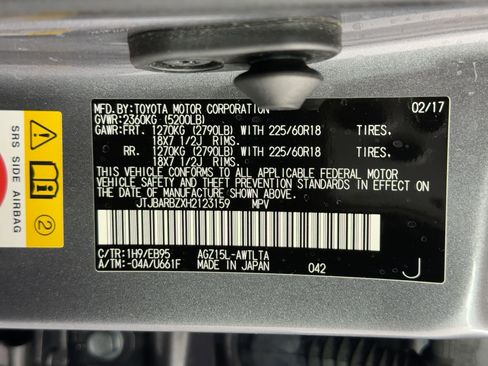 MFD. BY: TOYOTA MOTOR CORPORATION 02/17
GVWR: 2360KG (5200LB)
GAWR: FRT. 1270KG (2790LB) WITH 225/60R18 TIRES.
18X7 1/2J RIMS.
RR. 1270KG (2790LB) WITH 225/60R18 TIRES.
18X7 1/2J RIMS.
THIS VEHICLE CONFORMS TO ALL APPLICABLE FEDERAL MOTOR
VEHICLE SAFETY AND THEFT PREVENTION STANDARDS IN EFFECT ON
THE DATE OF MANUFACTURE SHOWN ABOVE.
JTJBARBZXH2123159 MPV
C/TR: 1H9/EB95 AGZ15L-AWTLTA
A/TM: -04A/U661F MADE IN JAPAN 042 J
SRS SIDE AIRBAG
2